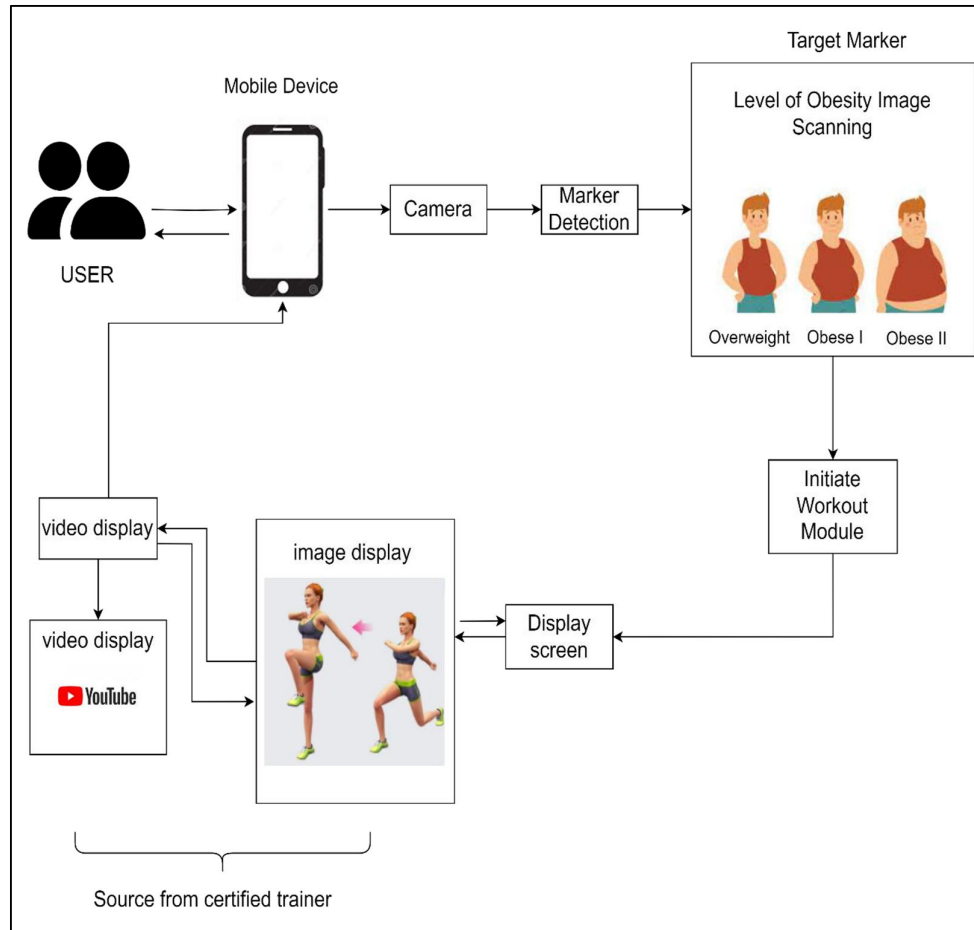 Target Marker
Mobile Device
Level of Obesity Image
Scanning
Camera
Marker
Detection
USER
Overweight
Obese I
Obese II
Initiate
Workout
Module
video display
image display
Display
screen
video display
YouTube
Source from certified trainer